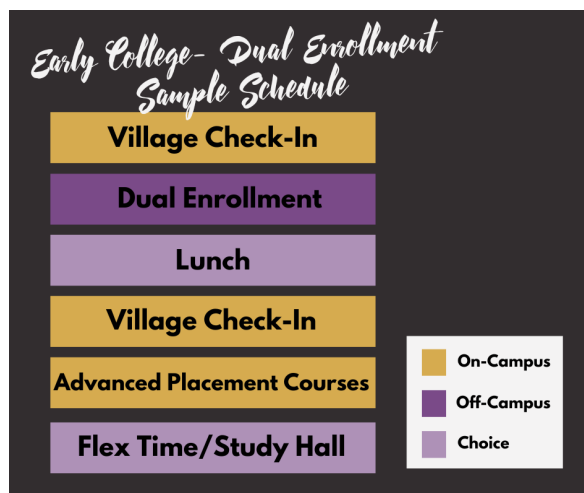 Early College- Dual Enrollment
Sample Schedule
Village Check-In
Dual Enrollment
Lunch
Village Check-In
Advanced Placement Courses
Flex Time/Study Hall
On-Campus
Off-Campus
Choice